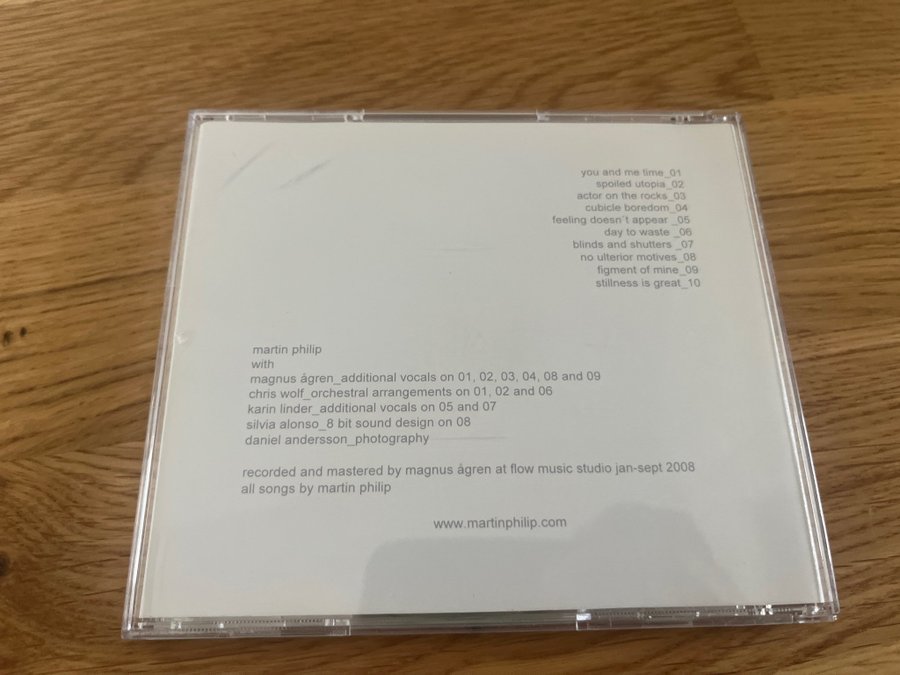 you and me time_01
spoiled utopia_02
actor on the rocks_03
cubicle boredom_04
feeling doesn´t appear _05
day to waste _06
blinds and shutters _07
no ulterior motives_08
figment of mine_09
stillness is great_10
martin philip
with
magnus ågren_additional vocals on 01, 02, 03, 04, 08 and 09
chris wolf_orchestral arrangements on 01, 02 and 06
karin linder_additional vocals on 05 and 07
silvia alonso_8 bit sound design on 08
daniel andersson_photography
recorded and mastered by magnus ågren at flow music studio jan-sept 2008
all songs by martin philip
www.martinphilip.com